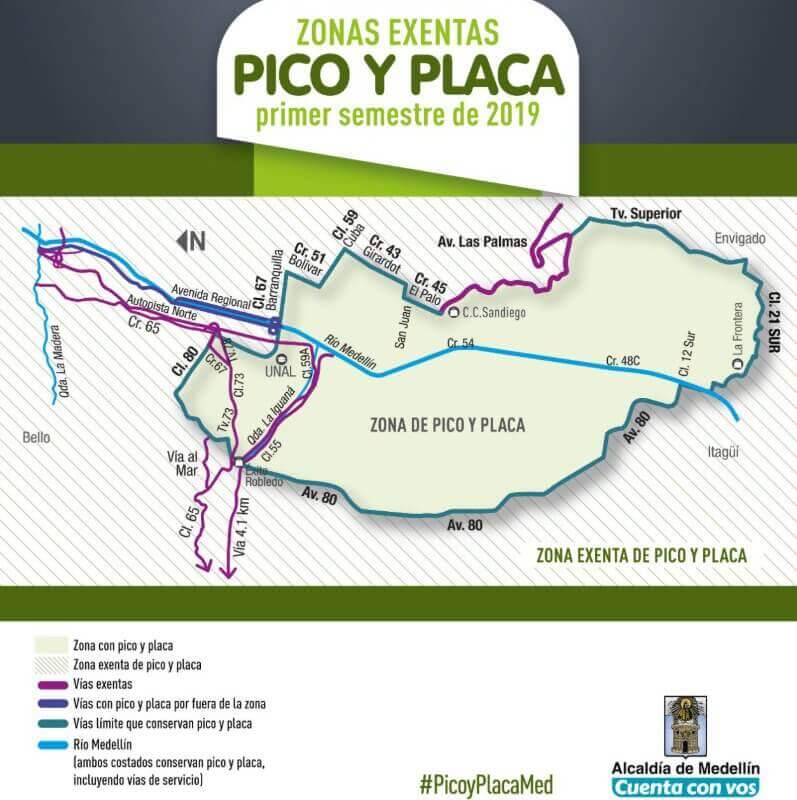 ZONAS EXENTAS
PICO Y PLACA
primer semestre de 2019
N
Cl. 59
Cuba
Cr. 51
Bolivar
Cr. 43
Girardot
Cr. 45
El Palo
Cl. 67
Barranquilla
Av. Las Palmas
Tv. Superior
Envigado
Avenida Regional
Autopista Norte
Cr. 65
Qda. La Madera
San Juan
C.C.Sandiego
Cl. 21 SUR
La Frontera
Río Medellín
Cr. 54
Cr. 48C
Cl. 12 Sur
Cl. 80
Cr.67
Cl.73
UNAL
Cl.59A
Qda. La Iguaná
Tv.73
Cl.55
ZONA DE PICO Y PLACA
Bello
Vía al
Mar
Éxito
Robledo
Av. 80
Av. 80
Av. 80
Itagüí
Cl. 65
Vía 4.1 km
ZONA EXENTA DE PICO Y PLACA
Zona con pico y placa
Zona exenta de pico y placa
Vías exentas
Vías con pico y placa por fuera de la zona
Vías límite que conservan pico y placa
Río Medellín
(ambos costados conservan pico y placa,
incluyendo vías de servicio)
#PicoyPlacaMed
Alcaldía de Medellín
Cuenta con vos